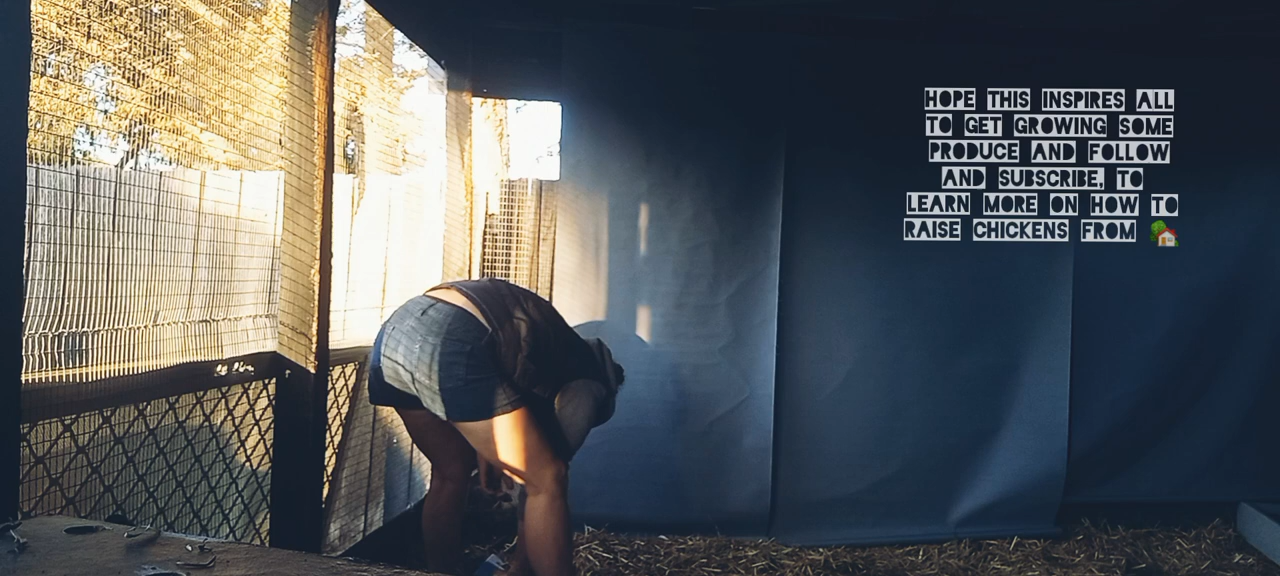 HOPE THIS INSPIRES ALL
TO GET GROWING SOME
PRODUCE AND FOLLOW
AND SUBSCRIBE, TO
LEARN MORE ON HOW TO
RAISE CHICKENS FROM 🏡